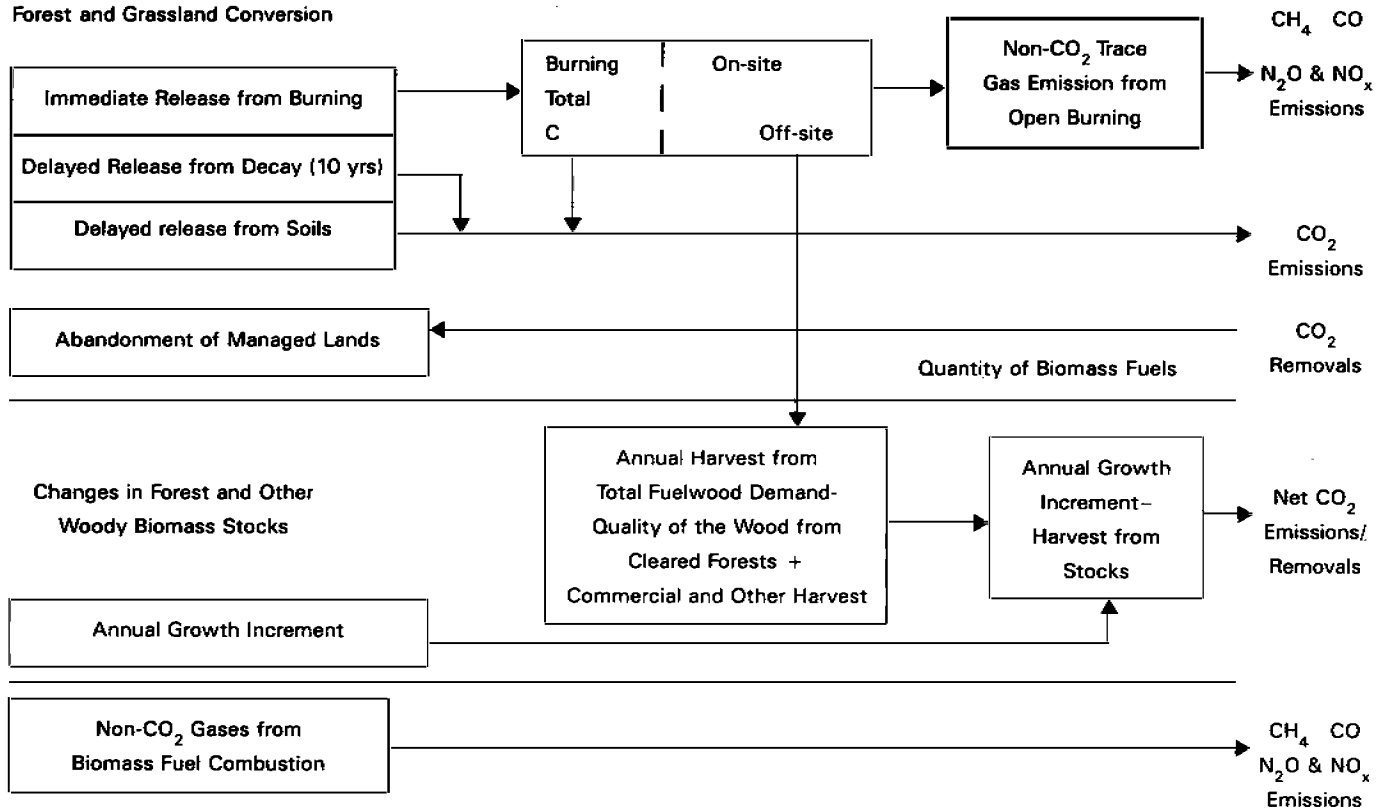 Forest and Grassland Conversion
Immediate Release from Burning
Delayed Release from Decay (10 yrs)
Delayed release from Soils
Burning
Total
C
On-site
Off-site
Non-CO₂ Trace
Gas Emission from
Open Burning
CH₄ CO
N₂O & NOₓ
Emissions
CO₂
Emissions
Abandonment of Managed Lands
CO₂
Removals
Quantity of Biomass Fuels
Changes in Forest and Other
Woody Biomass Stocks
Annual Harvest from
Total Fuelwood Demand-
Quality of the Wood from
Cleared Forests +
Commercial and Other Harvest
Annual Growth
Increment–
Harvest from
Stocks
Net CO₂
Emissions/
Removals
Annual Growth Increment
Non-CO₂ Gases from
Biomass Fuel Combustion
CH₄ CO
N₂O & NOₓ
Emissions